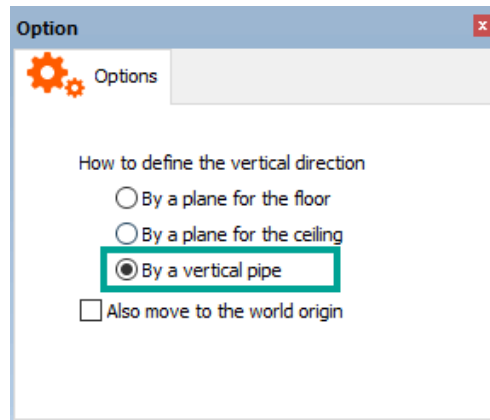 Option
x
Options
How to define the vertical direction
By a plane for the floor
By a plane for the ceiling
By a vertical pipe
Also move to the world origin